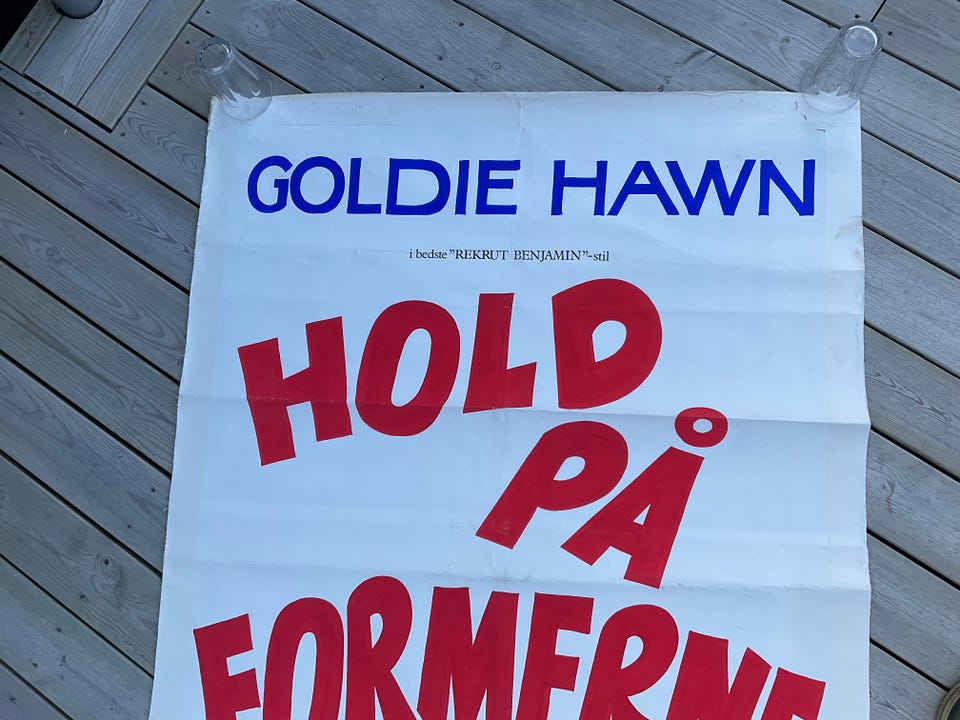 GOLDIE HAWN
i bedste "REKRUT BENJAMIN"-stil
HOLD
PÅ
FORMERNE